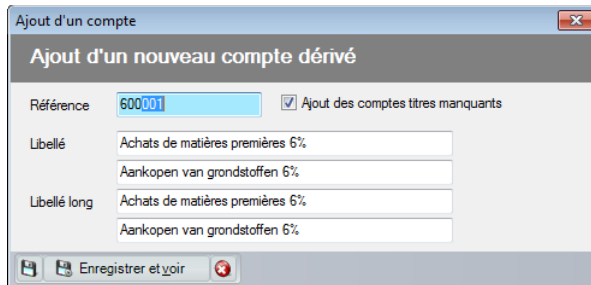 Ajout d'un compte
Ajout d'un nouveau compte dérivé
Référence 600001 Ajout des comptes titres manquants
Libellé Achats de matières premières 6%
Aankopen van grondstoffen 6%
Libellé long Achats de matières premières 6%
Aankopen van grondstoffen 6%
Enregistrer et voir